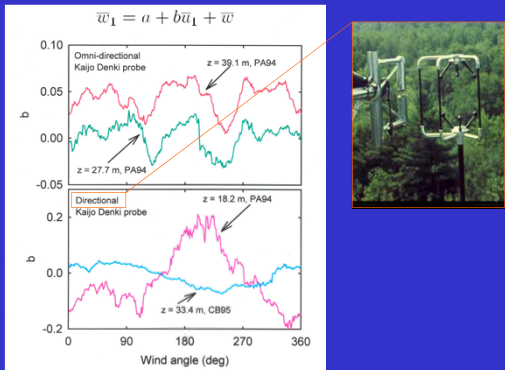 w̅₁ = a + bu̅₁ + w̅
0.10
Omni-directional
Kaijo Denki probe
z = 39.1 m, PA94
0.05
b
0.00
z = 27.7 m, PA94
-0.05
Directional
Kaijo Denki probe
z = 18.2 m, PA94
0.2
b
0.0
z = 33.4 m, CB95
-0.2
0 90 180 270 360
Wind angle (deg)